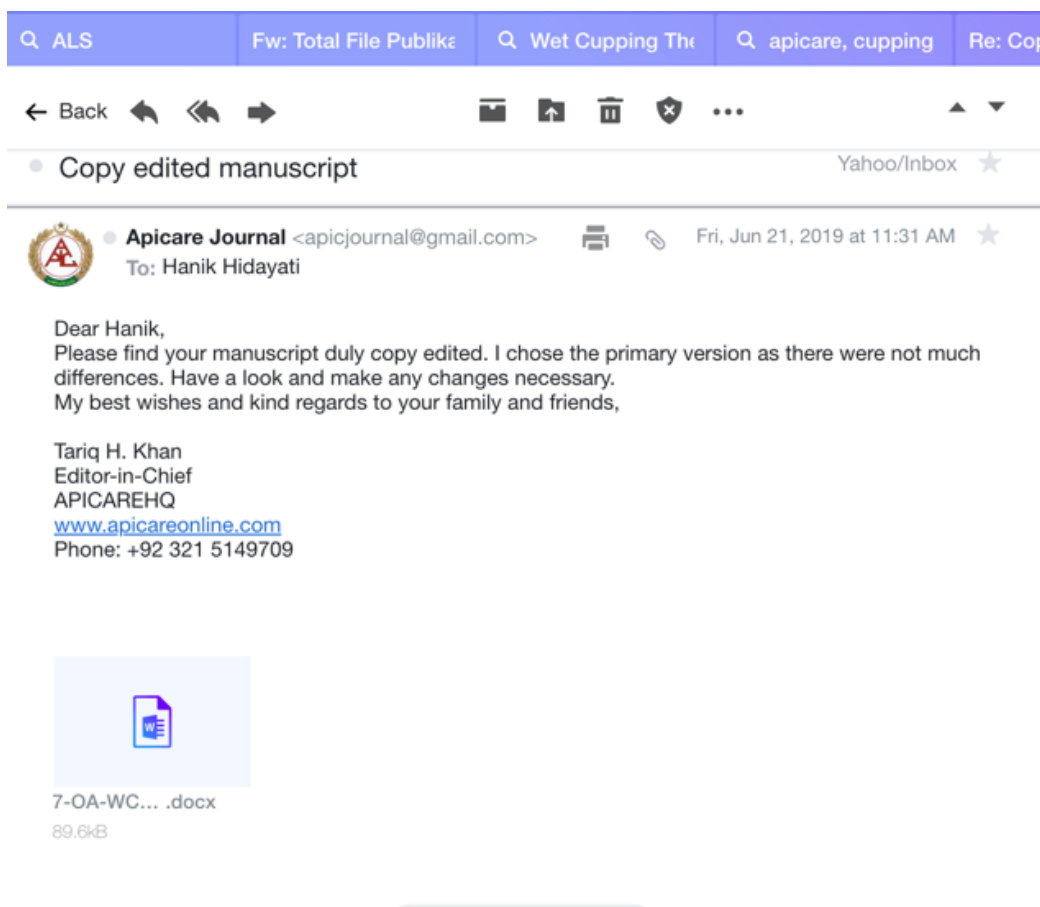 ALS
Fw: Total File Publika
Wet Cupping The
apicare, cupping
Re: Cop
Back
Copy edited manuscript
Yahoo/Inbox
Apicare Journal <apicjournal@gmail.com>
Fri, Jun 21, 2019 at 11:31 AM
To: Hanik Hidayati
Dear Hanik,
Please find your manuscript duly copy edited. I chose the primary version as there were not much
differences. Have a look and make any changes necessary.
My best wishes and kind regards to your family and friends,
Tariq H. Khan
Editor-in-Chief
APICAREHQ
www.apicareonline.com
Phone: +92 321 5149709
7-OA-WC... .docx
89.6kB